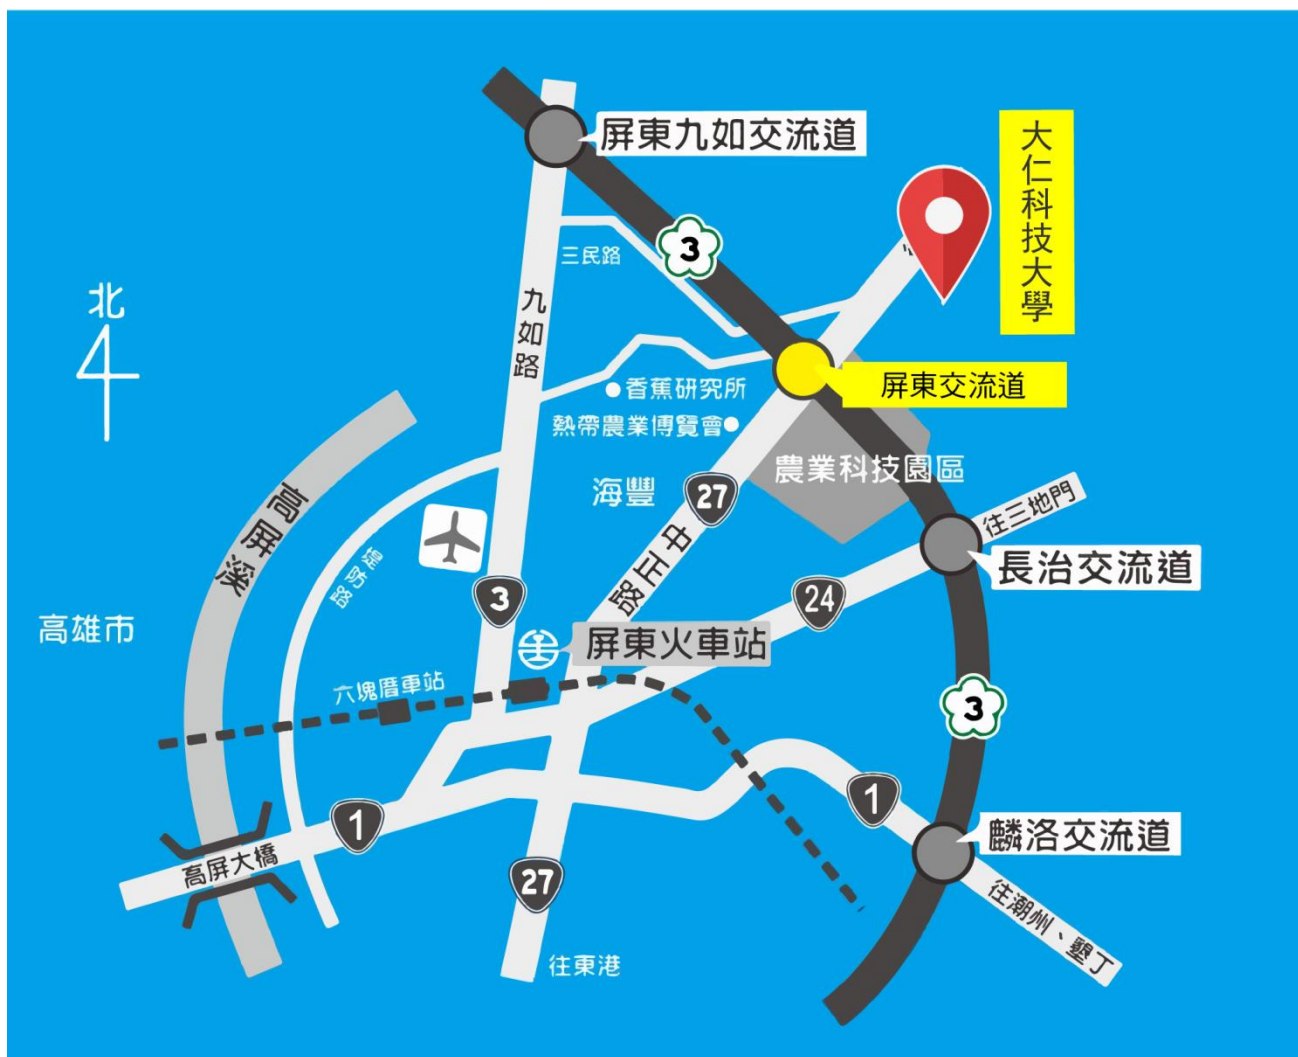 屏東九如交流道
大仁科技大學
3
三民路
北
九如路
屏東交流道
香蕉研究所
熱帶農業博覽會
農業科技園區
海豐
27
往三地門
高屏溪
堤防路
中正路
長治交流道
3
24
高雄市
屏東火車站
六塊厝車站
3
1
1
麟洛交流道
高屏大橋
27
往潮州、墾丁
往東港